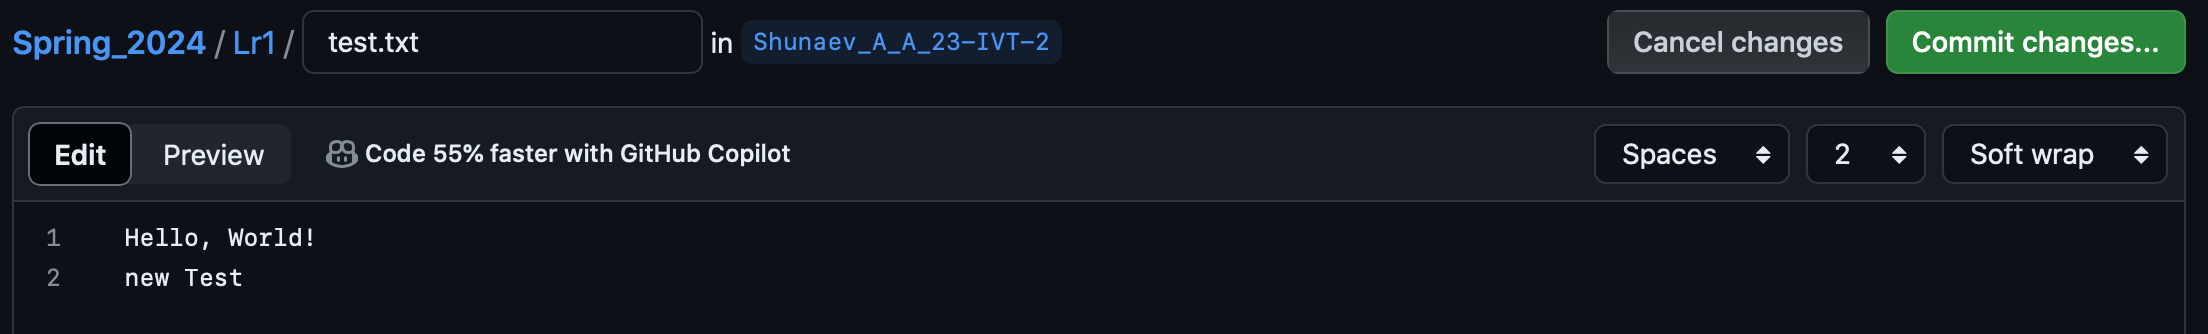 Spring_2024 / Lr1 / test.txt in Shunaev_A_A_23-IVT-2 Cancel changes Commit changes...
Edit Preview Code 55% faster with GitHub Copilot Spaces 2 Soft wrap
1 Hello, World!
2 new Test